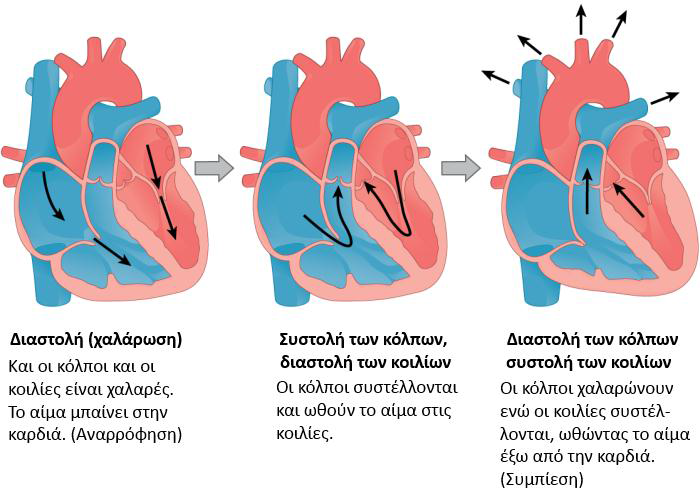 Διαστολή (χαλάρωση)
Και οι κόλποι και οι
κοιλίες είναι χαλαρές.
Το αίμα μπαίνει στην
καρδιά. (Αναρρόφηση)
Συστολή των κόλπων,
διαστολή των κοιλίων
Οι κόλποι συστέλλονται
και ωθούν το αίμα στις
κοιλίες.
Διαστολή των κόλπων
συστολή των κοιλίων
Οι κόλποι χαλαρώνουν
ενώ οι κοιλίες συστέλ-
λονται, ωθώντας το αίμα
έξω από την καρδιά.
(Συμπίεση)